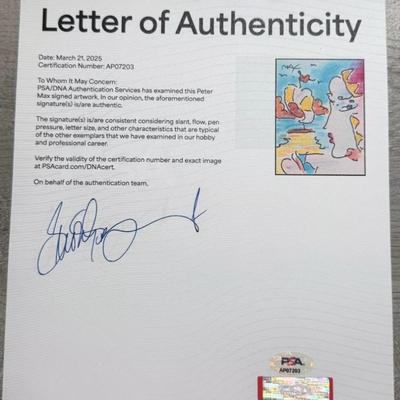 Letter of Authenticity
Date: March 21, 2025
Certification Number: AP07203
To Whom It May Concern:
PSA/DNA Authentication Services has examined this Peter
Max signed artwork. In our opinion, the aforementioned
signature(s) is/are authentic.
The signature(s) is/are consistent considering slant, flow, pen
pressure, letter size, and other characteristics that are typical
of the other exemplars that we have examined in our hobby
and professional career.
Verify the validity of the certification number and exact image
at PSAcard.com/DNAcert.
On behalf of the authentication team,
MAX
PSA
AP07203